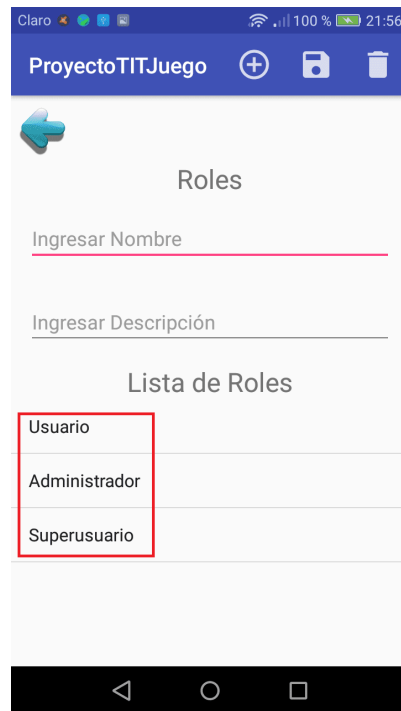 Claro 100 % 21:56
ProyectoTITJuego
Roles
Ingresar Nombre
Ingresar Descripción
Lista de Roles
Usuario
Administrador
Superusuario